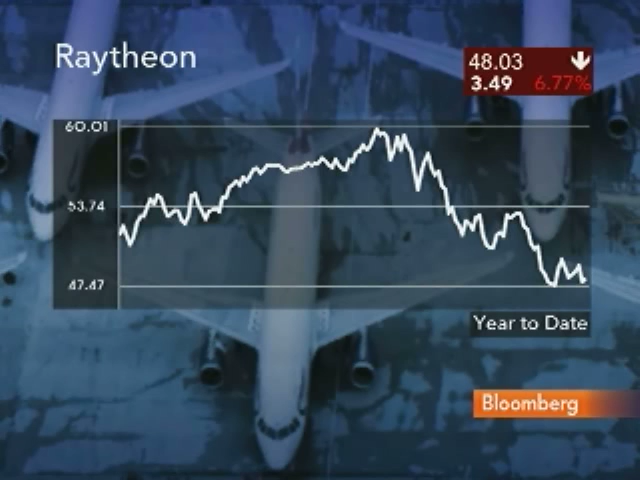 Raytheon
48.03
3.49 6.77%
60.01
53.74
47.47
Year to Date
Bloomberg